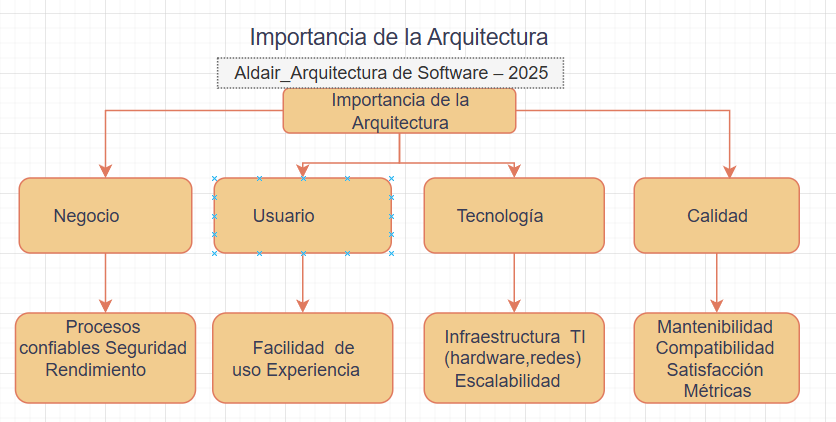 Importancia de la Arquitectura
Aldair_Arquitectura de Software – 2025
Importancia de la
Arquitectura
Negocio
Usuario
Tecnología
Calidad
Procesos
confiables Seguridad
Rendimiento
Facilidad de
uso Experiencia
Infraestructura TI
(hardware,redes)
Escalabilidad
Mantenibilidad
Compatibilidad
Satisfacción
Métricas